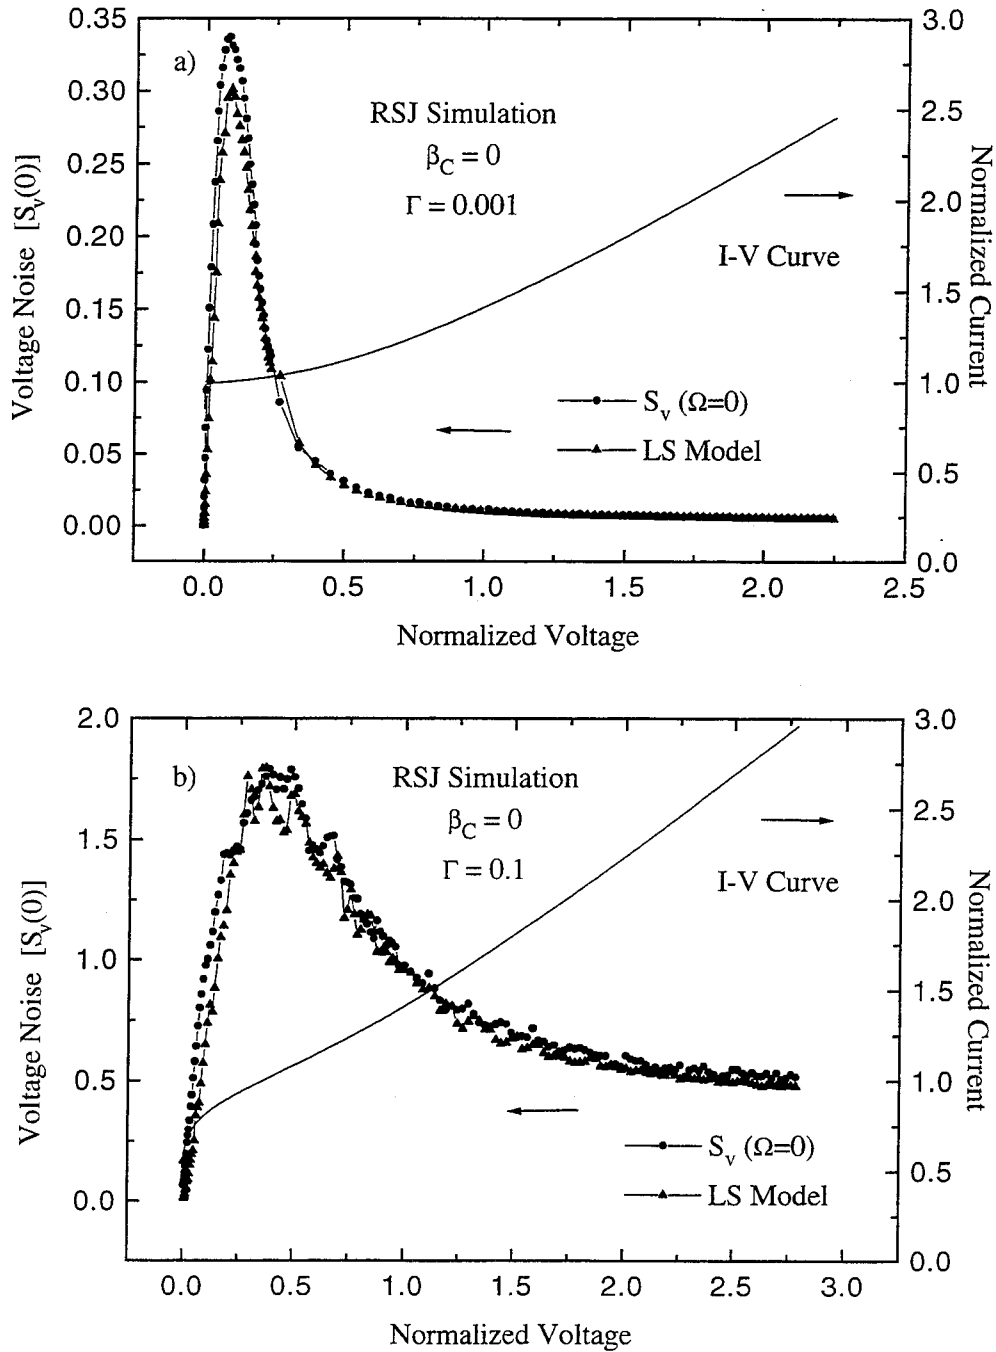 a)
RSJ Simulation
β_C = 0
Γ = 0.001
I-V Curve
S_v (Ω=0)
LS Model
Voltage Noise [S_v(0)]
0.35
0.30
0.25
0.20
0.15
0.10
0.05
0.00
Normalized Current
3.0
2.5
2.0
1.5
1.0
0.5
0.0
0.0 0.5 1.0 1.5 2.0 2.5
Normalized Voltage
b)
RSJ Simulation
β_C = 0
Γ = 0.1
I-V Curve
S_v (Ω=0)
LS Model
Voltage Noise [S_v(0)]
2.0
1.5
1.0
0.5
0.0
Normalized Current
3.0
2.5
2.0
1.5
1.0
0.5
0.0
0.0 0.5 1.0 1.5 2.0 2.5 3.0
Normalized Voltage